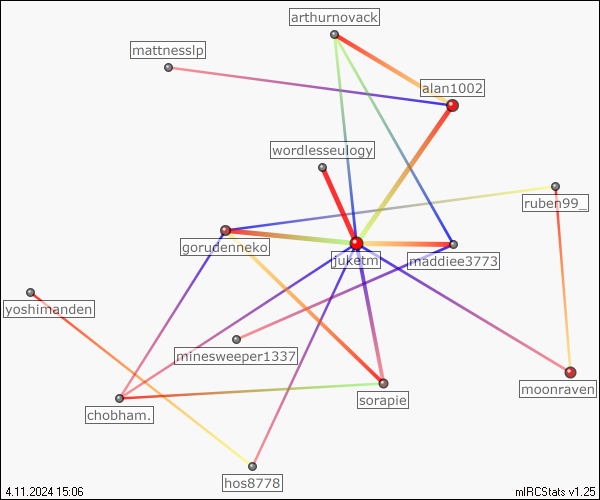 arthurnovack
mattnesslp
alan1002
wordlesseulogy
ruben99_
gorudenneko
juketm
maddiee3773
yoshimanden
minesweeper1337
moonraven
sorapie
chobham.
hos8778
4.11.2024 15:06
mIRCStats v1.25